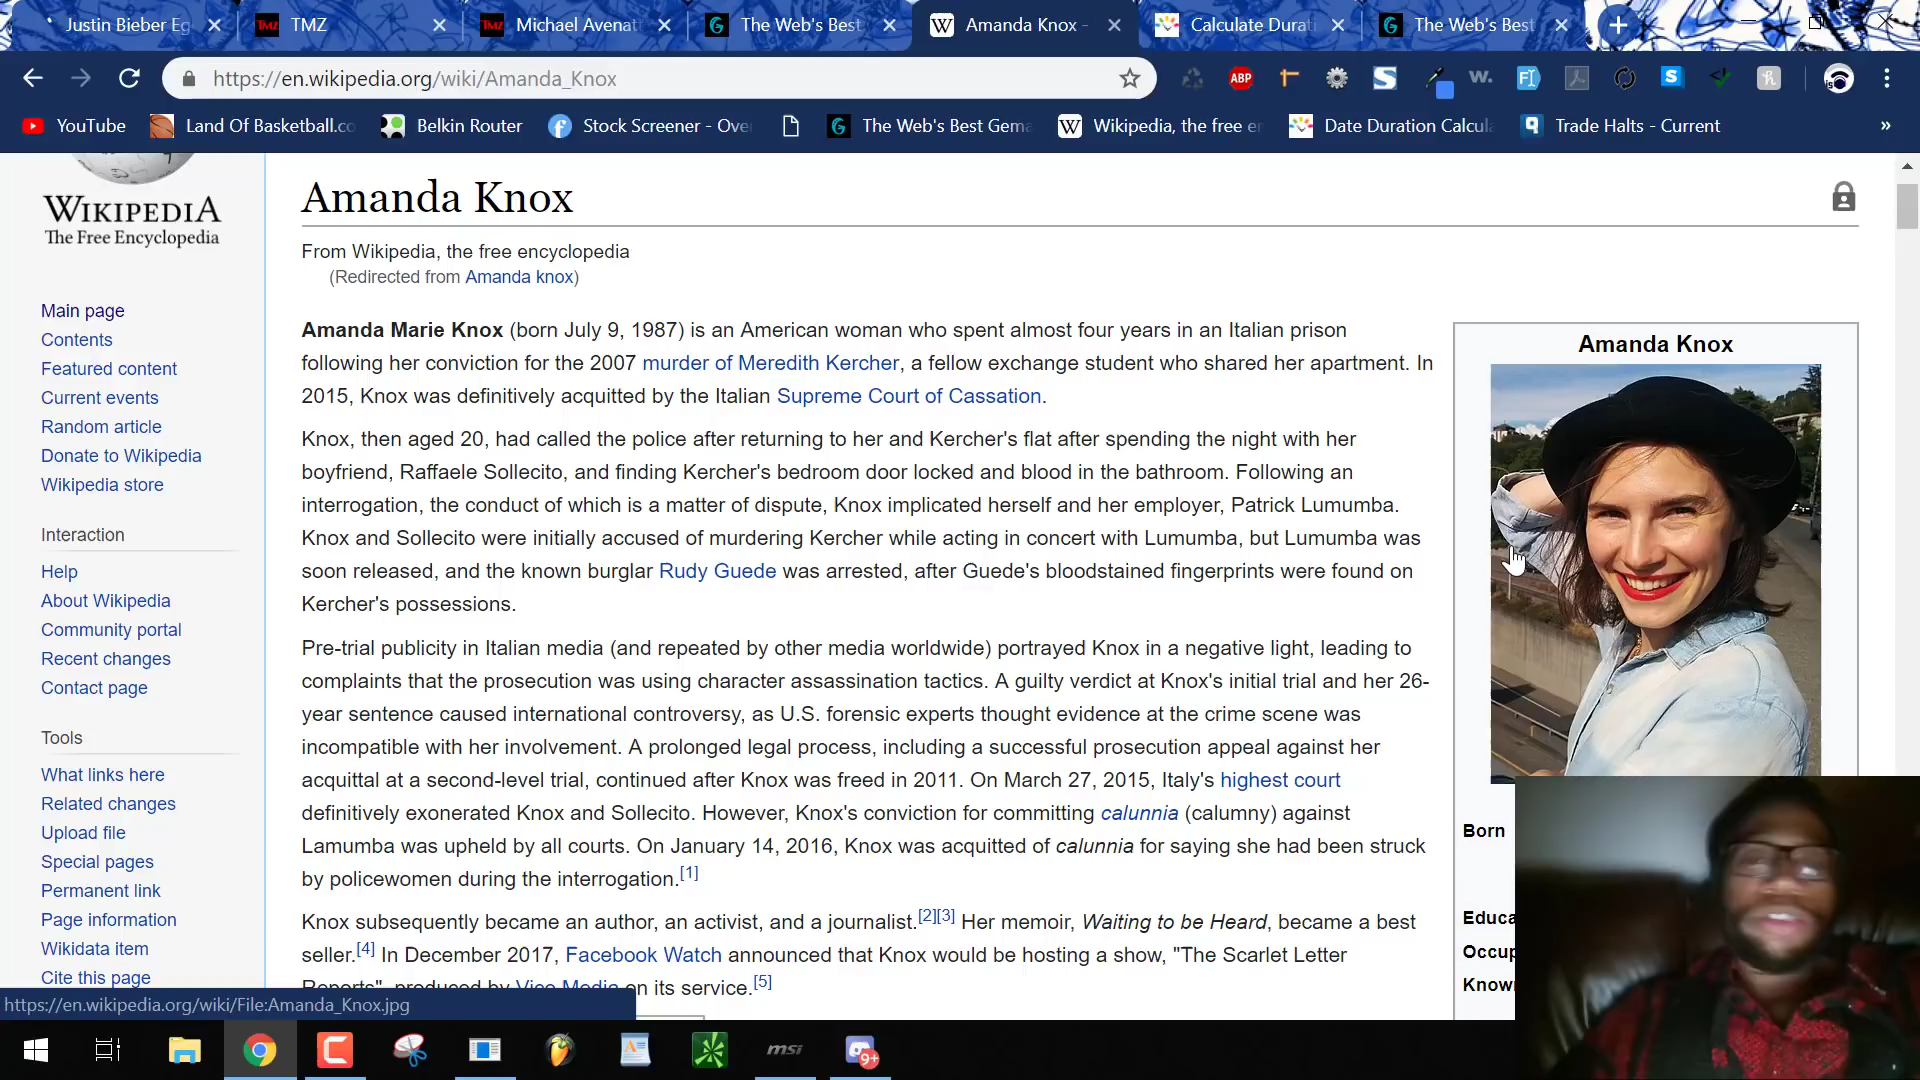 Justin Bieber Eg
TMZ
Michael Avenat
The Web's Best
Amanda Knox -
Calculate Durati
The Web's Best
https://en.wikipedia.org/wiki/Amanda_Knox
YouTube
Land Of Basketball.co
Belkin Router
Stock Screener - Ove
The Web's Best Gema
Wikipedia, the free e
Date Duration Calcul
Trade Halts - Current
WIKIPEDIA
The Free Encyclopedia
Main page
Contents
Featured content
Current events
Random article
Donate to Wikipedia
Wikipedia store
Interaction
Help
About Wikipedia
Community portal
Recent changes
Contact page
Tools
What links here
Related changes
Upload file
Special pages
Permanent link
Page information
Wikidata item
Cite this page
Amanda Knox
From Wikipedia, the free encyclopedia
(Redirected from Amanda knox)
Amanda Marie Knox (born July 9, 1987) is an American woman who spent almost four years in an Italian prison
following her conviction for the 2007 murder of Meredith Kercher, a fellow exchange student who shared her apartment. In
2015, Knox was definitively acquitted by the Italian Supreme Court of Cassation.
Knox, then aged 20, had called the police after returning to her and Kercher's flat after spending the night with her
boyfriend, Raffaele Sollecito, and finding Kercher's bedroom door locked and blood in the bathroom. Following an
interrogation, the conduct of which is a matter of dispute, Knox implicated herself and her employer, Patrick Lumumba.
Knox and Sollecito were initially accused of murdering Kercher while acting in concert with Lumumba, but Lumumba was
soon released, and the known burglar Rudy Guede was arrested, after Guede's bloodstained fingerprints were found on
Kercher's possessions.
Pre-trial publicity in Italian media (and repeated by other media worldwide) portrayed Knox in a negative light, leading to
complaints that the prosecution was using character assassination tactics. A guilty verdict at Knox's initial trial and her 26-
year sentence caused international controversy, as U.S. forensic experts thought evidence at the crime scene was
incompatible with her involvement. A prolonged legal process, including a successful prosecution appeal against her
acquittal at a second-level trial, continued after Knox was freed in 2011. On March 27, 2015, Italy's highest court
definitively exonerated Knox and Sollecito. However, Knox's conviction for committing calunnia (calumny) against
Lamumba was upheld by all courts. On January 14, 2016, Knox was acquitted of calunnia for saying she had been struck
by policewomen during the interrogation.[1]
Knox subsequently became an author, an activist, and a journalist.[2][3] Her memoir, Waiting to be Heard, became a best
seller.[4] In December 2017, Facebook Watch announced that Knox would be hosting a show, "The Scarlet Letter
Reports", produced by Vice Media on its service.[5]
Amanda Knox
Born
Educa
Occup
Known
https://en.wikipedia.org/wiki/File:Amanda_Knox.jpg
msi
9+